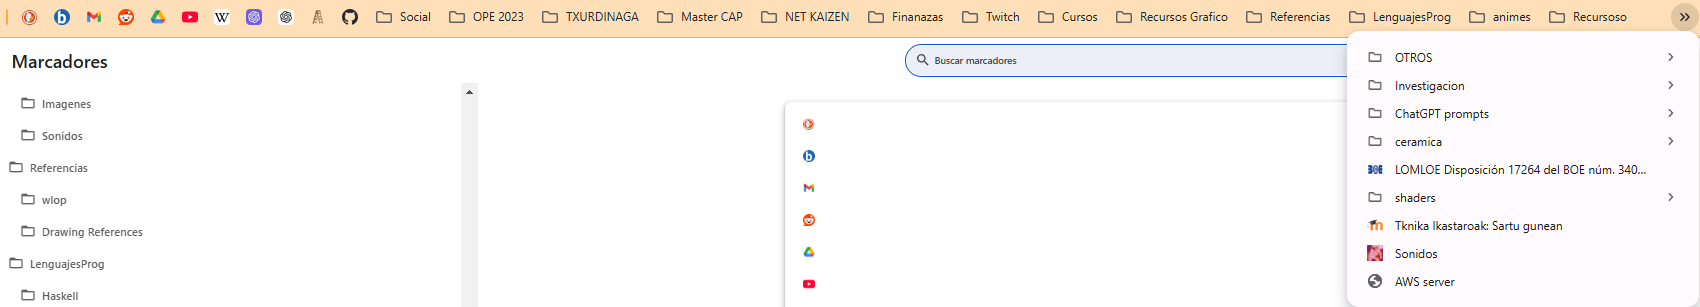 Social OPE 2023 TXURDINAGA Master CAP NET KAIZEN Finanazas Twitch Cursos Recursos Grafico Referencias LenguajesProg animes Recursoso »
Marcadores
Buscar marcadores
Imagenes
Sonidos
Referencias
wlop
Drawing References
LenguajesProg
Haskell
OTROS
Investigacion
ChatGPT prompts
ceramica
LOMLOE Disposición 17264 del BOE núm. 340...
shaders
Tknika Ikastaroak: Sartu gunean
Sonidos
AWS server